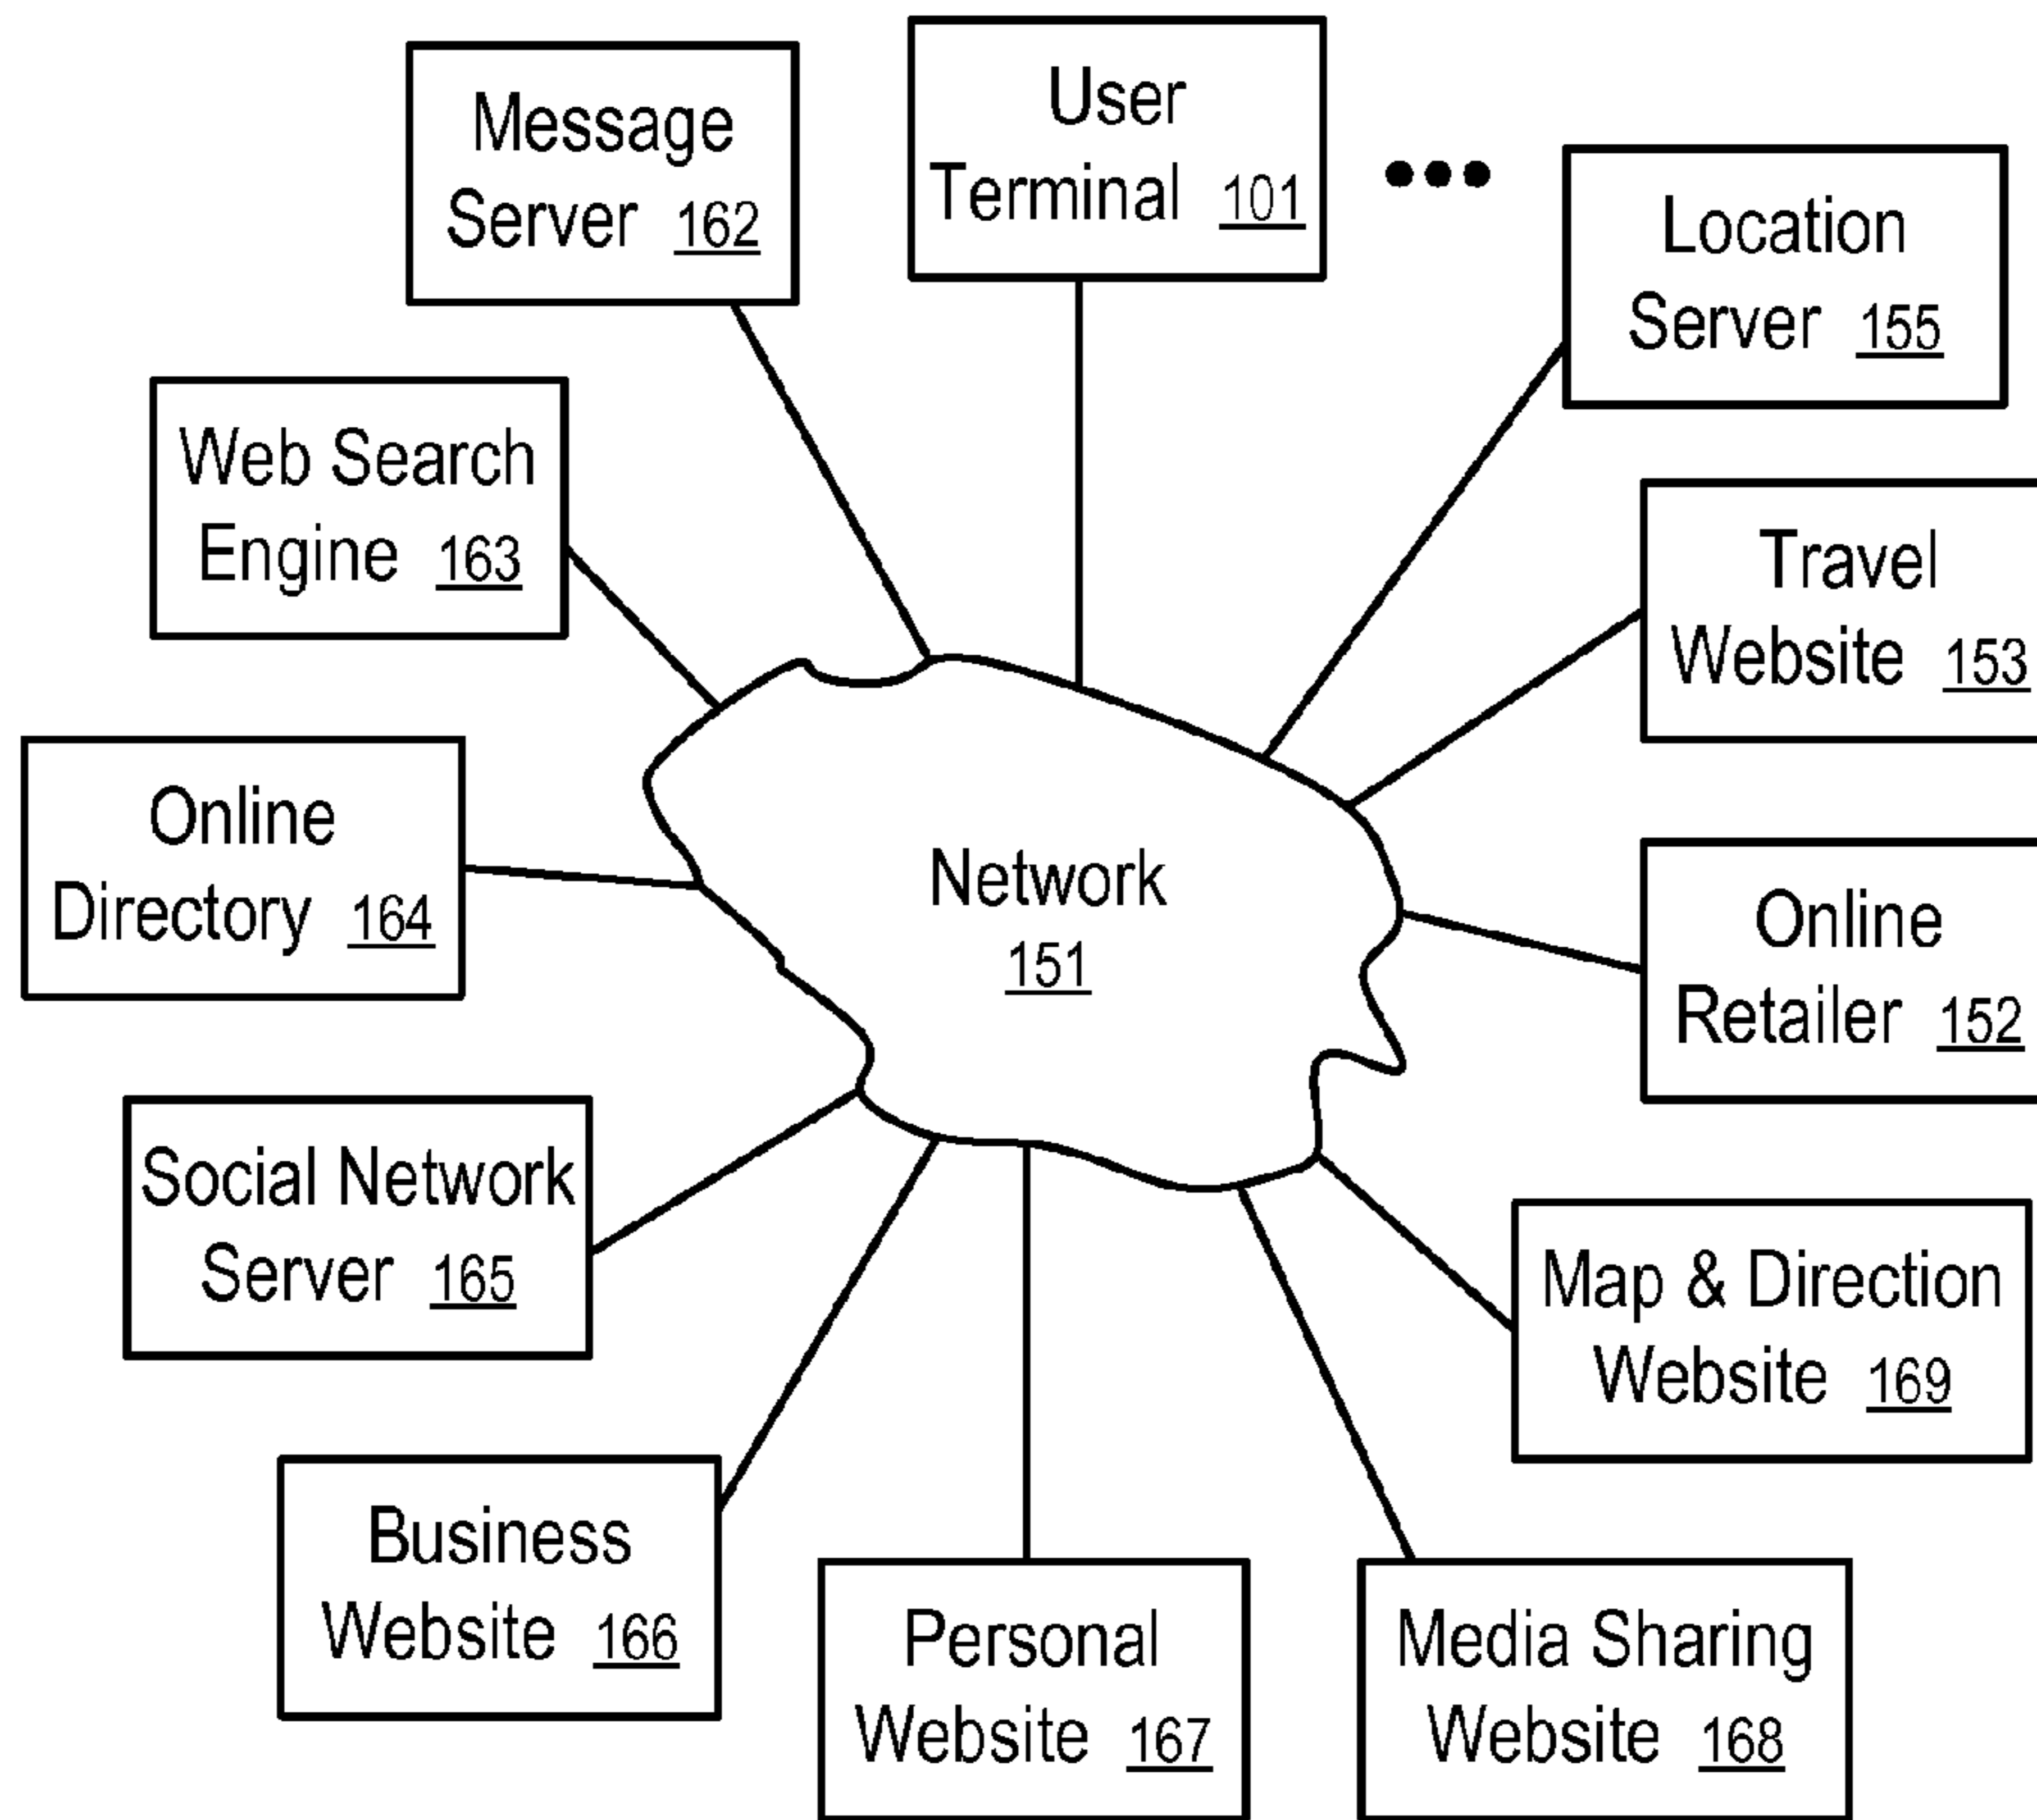 Message
Server 162
User
Terminal 101
Location
Server 155
Web Search
Engine 163
Travel
Website 153
Online
Directory 164
Network
151
Online
Retailer 152
Social Network
Server 165
Map & Direction
Website 169
Business
Website 166
Personal
Website 167
Media Sharing
Website 168